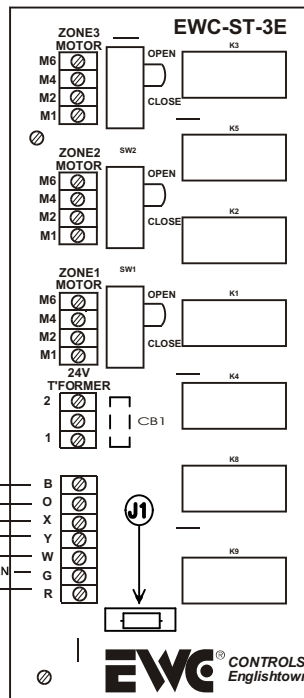 EWC-ST-3E
ZONE3
MOTOR
M6
M4
M2
M1
OPEN
CLOSE
K3
K5
ZONE2
MOTOR
M6
M4
M2
M1
SW2
OPEN
CLOSE
K2
ZONE1
MOTOR
M6
M4
M2
M1
SW1
OPEN
CLOSE
K1
24V
T'FORMER
2
1
CB1
K4
K8
B
O
X
Y
W
N G
R
J1
K9
EWC® CONTROLS
Englishtown